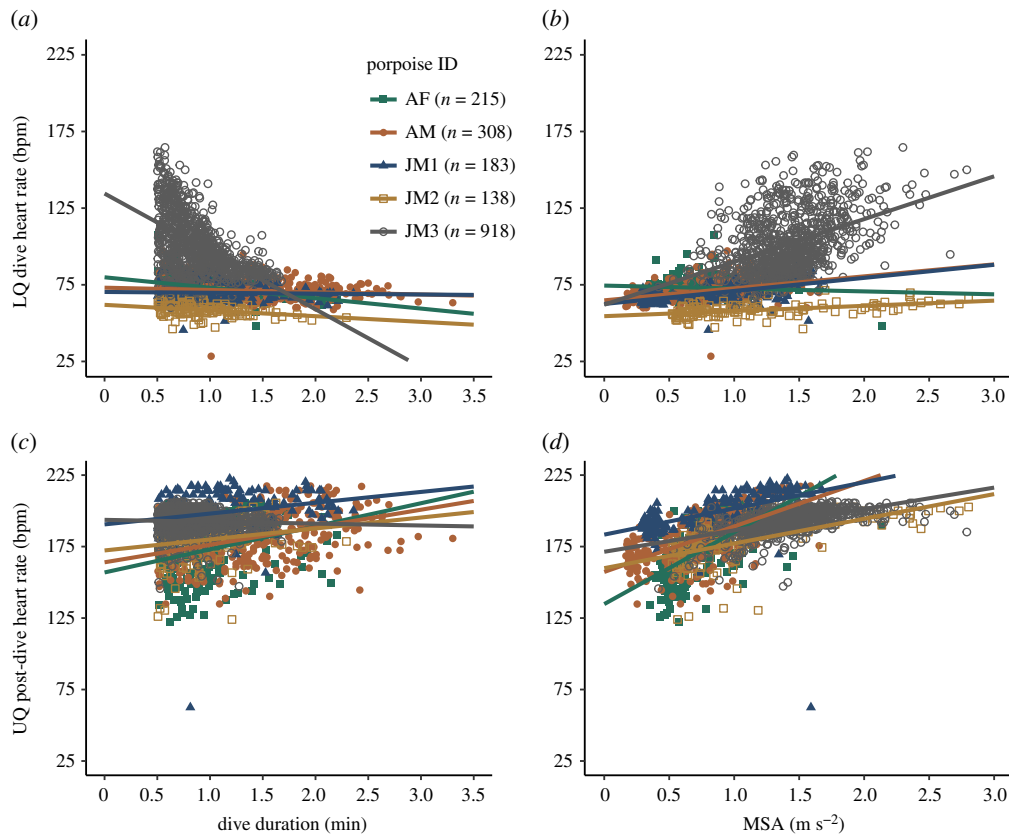 (a)
(b)
225
175
125
75
25
LQ dive heart rate (bpm)
porpoise ID
AF (n = 215)
AM (n = 308)
JM1 (n = 183)
JM2 (n = 138)
JM3 (n = 918)
0 0.5 1.0 1.5 2.0 2.5 3.0 3.5
225
175
125
75
25
0 0.5 1.0 1.5 2.0 2.5 3.0
(c)
(d)
225
175
125
75
25
UQ post-dive heart rate (bpm)
0 0.5 1.0 1.5 2.0 2.5 3.0 3.5
dive duration (min)
225
175
125
75
25
0 0.5 1.0 1.5 2.0 2.5 3.0
MSA (m s⁻²)